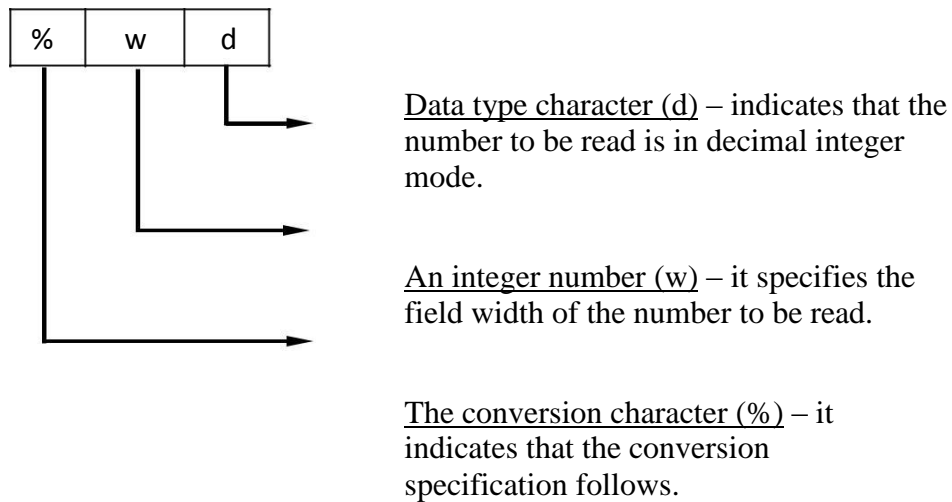 % w d
Data type character (d) – indicates that the
number to be read is in decimal integer
mode.
An integer number (w) – it specifies the
field width of the number to be read.
The conversion character (%) – it
indicates that the conversion
specification follows.